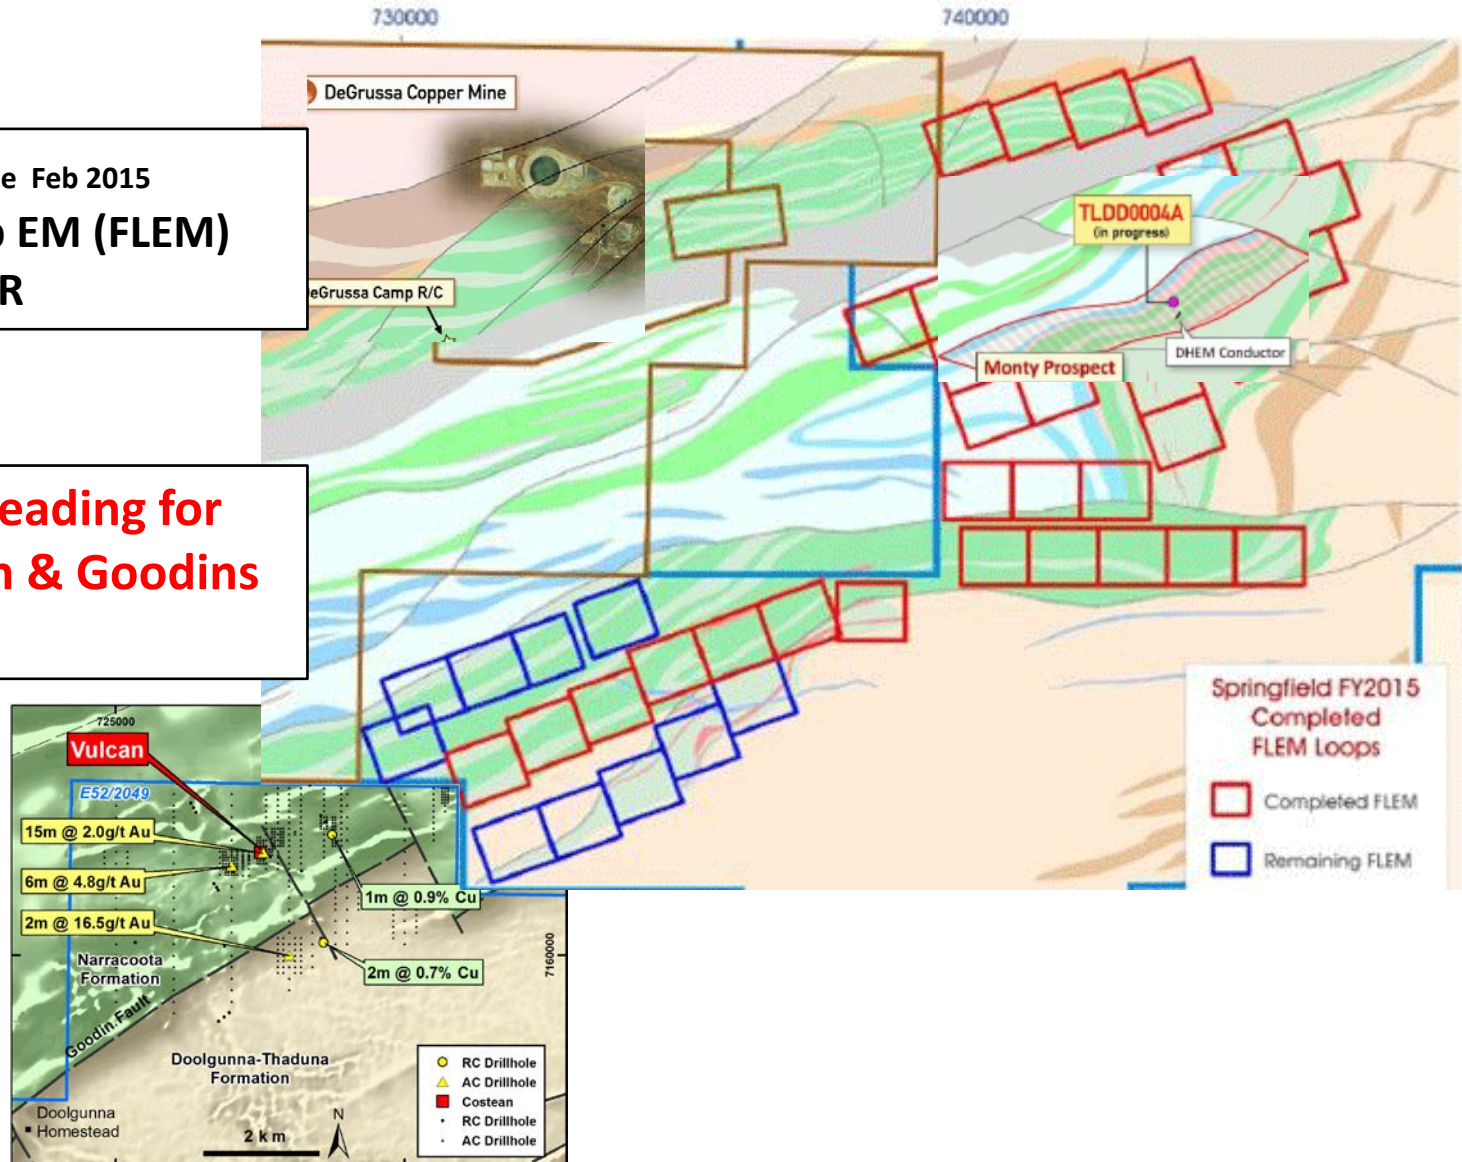 730000
740000
DeGrussa Copper Mine
e Feb 2015
EM (FLEM)
R
eGrussa Camp R/C
TLDD0004A
(in progress)
DHEM Conductor
Monty Prospect
eading for
n & Goodins
Springfield FY2015
Completed
FLEM Loops
Completed FLEM
Remaining FLEM
725000
Vulcan
E52/2049
15m @ 2.0g/t Au
6m @ 4.8g/t Au
2m @ 16.5g/t Au
1m @ 0.9% Cu
2m @ 0.7% Cu
7160000
Narracoota
Formation
Goodin Fault
Doolgunna-Thaduna
Formation
Doolgunna
Homestead
2 km
N
RC Drillhole
AC Drillhole
Costean
RC Drillhole
AC Drillhole